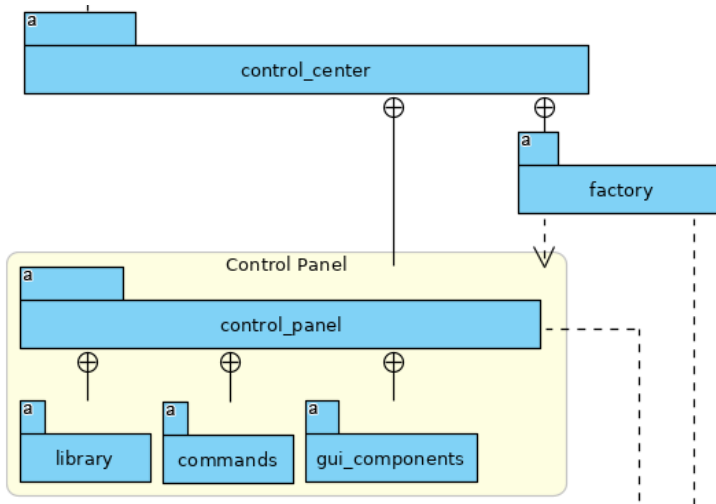 a
control_center
a
factory
Control Panel
a
control_panel
a
library
a
commands
a
gui_components